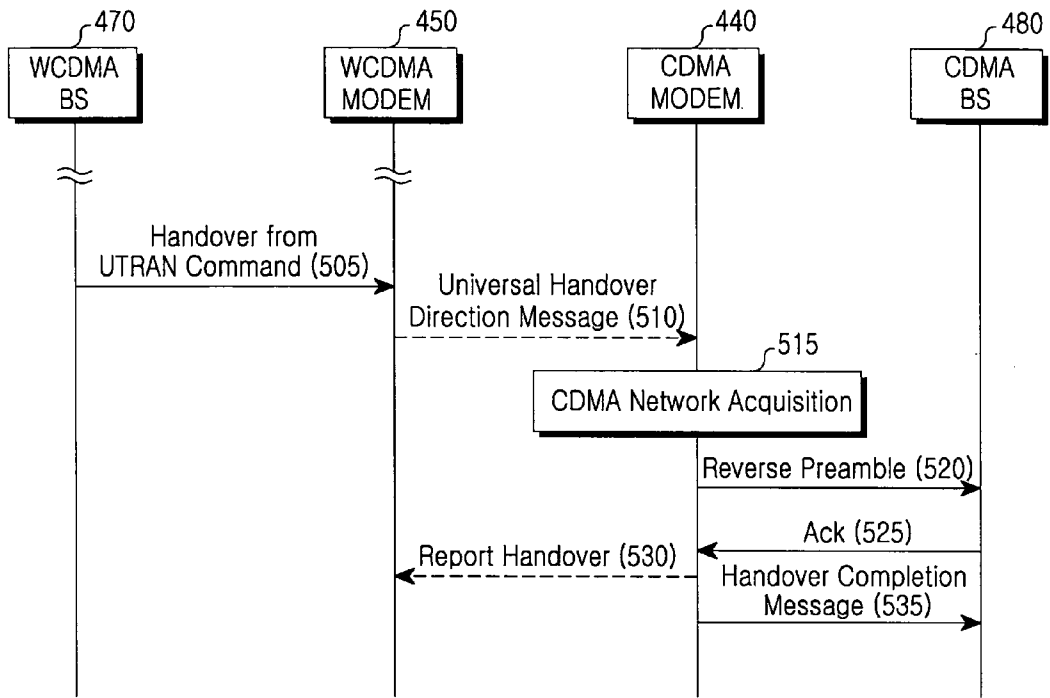 470
450
440
480
WCDMA
BS
WCDMA
MODEM
CDMA
MODEM.
CDMA
BS
Handover from
UTRAN Command (505)
Universal Handover
Direction Message (510)
515
CDMA Network Acquisition
Reverse Preamble (520)
Ack (525)
Report Handover (530)
Handover Completion
Message (535)